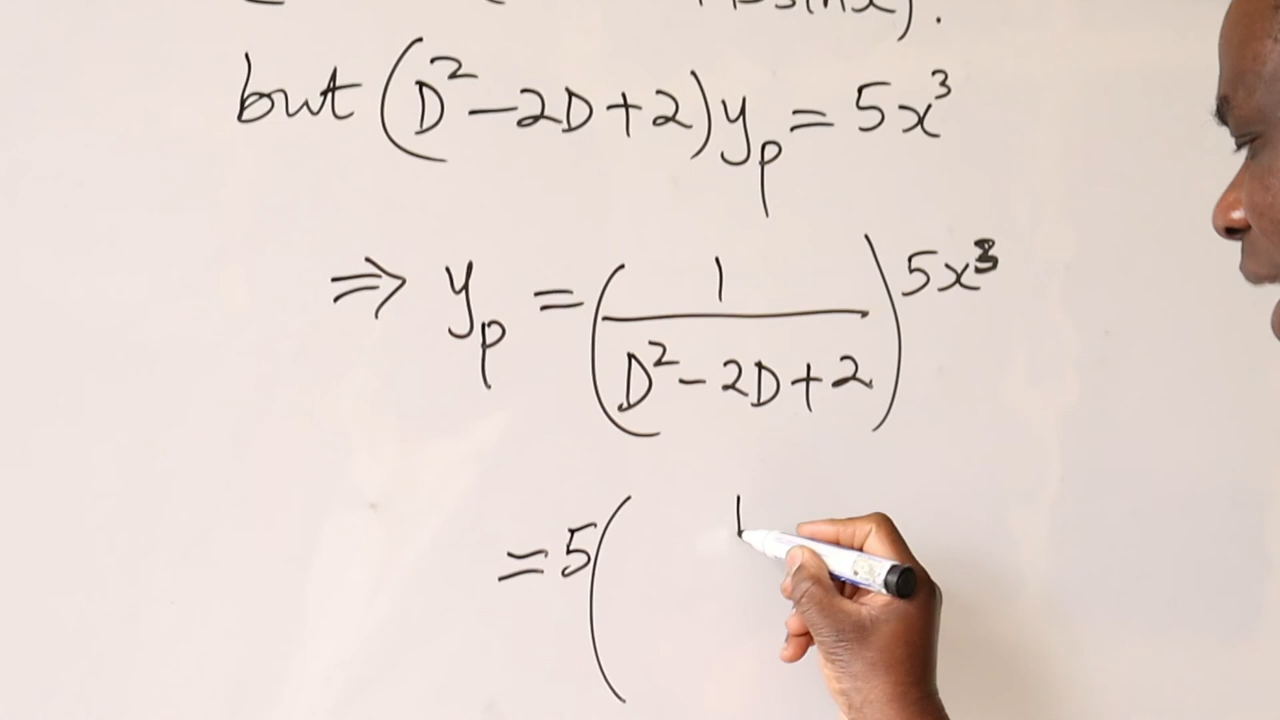 but (D² - 2D + 2) yₚ = 5x³
⇒ yₚ = (1 / (D² - 2D + 2)) 5x³
= 5 ( 1